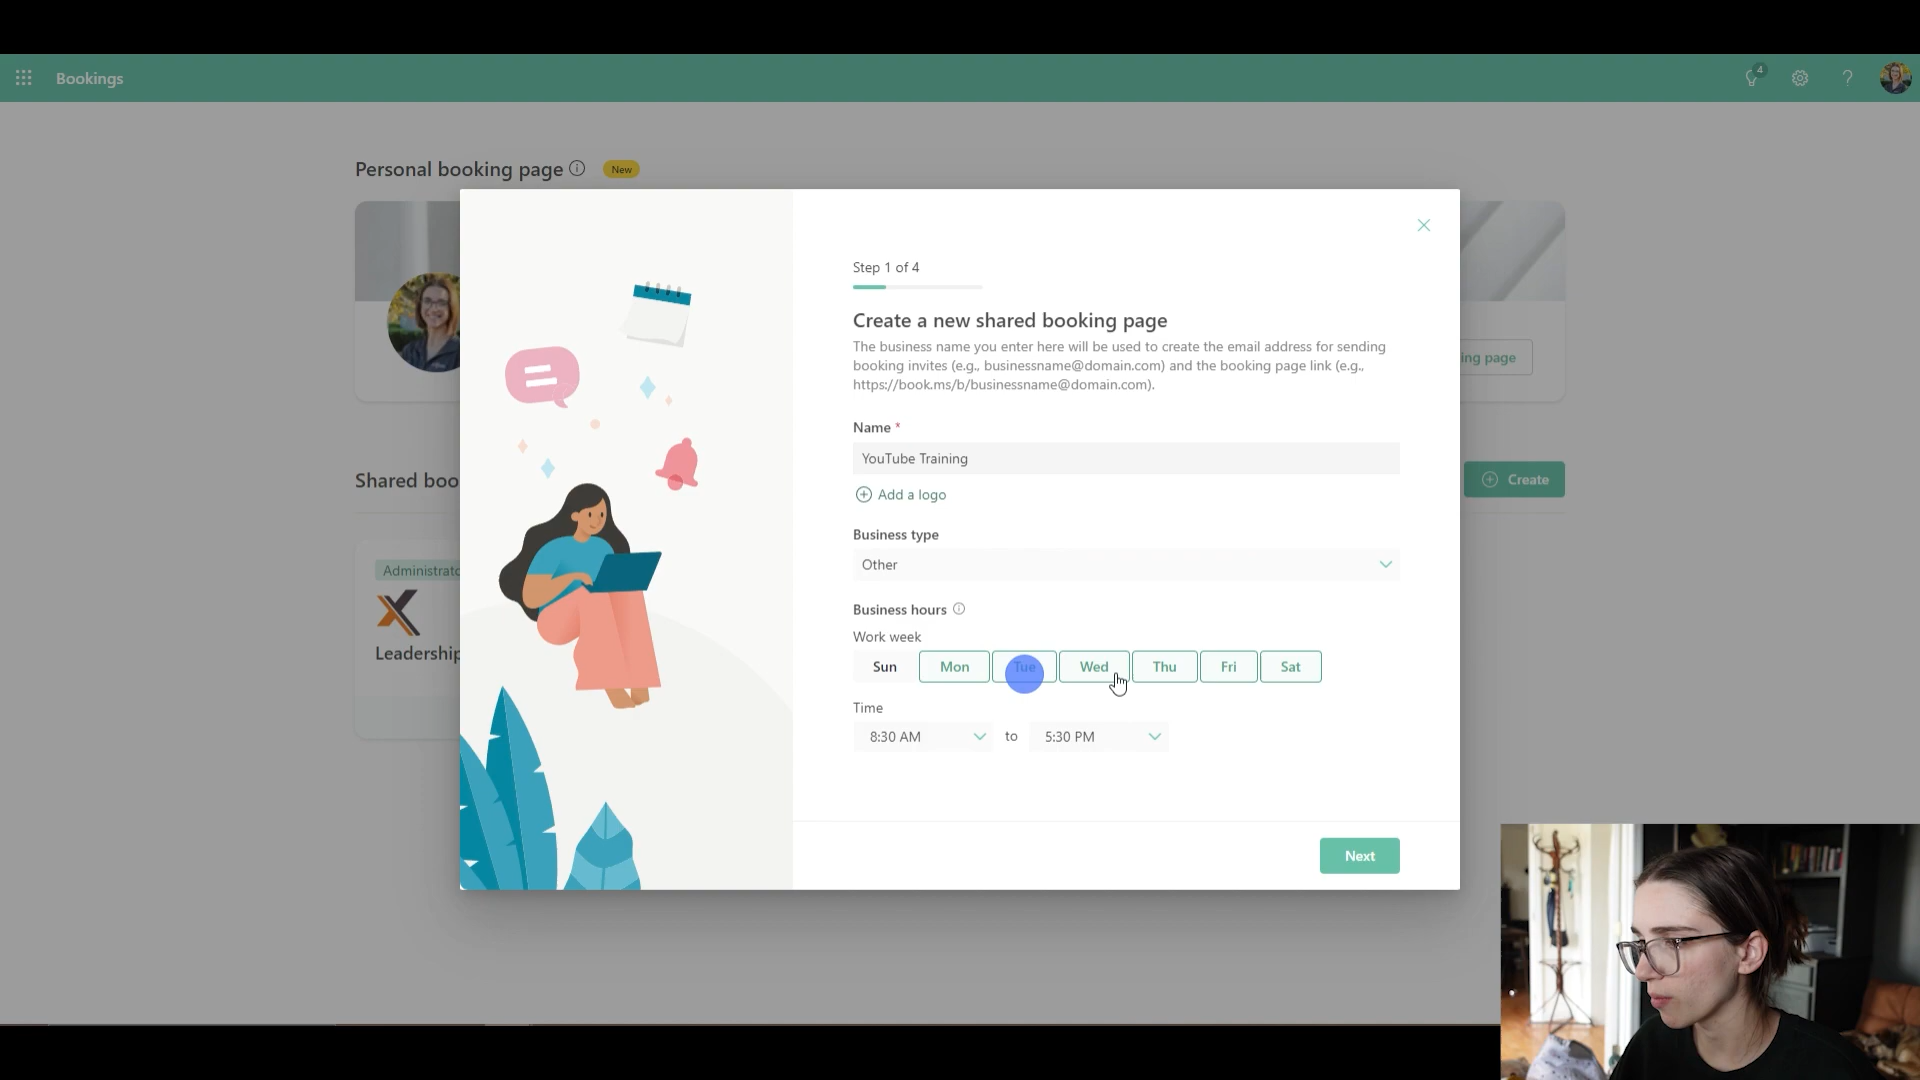 Bookings
4
?
Personal booking page
New
ing page
Step 1 of 4
Create a new shared booking page
The business name you enter here will be used to create the email address for sending
booking invites (e.g., businessname@domain.com) and the booking page link (e.g.,
https://book.ms/b/businessname@domain.com).
Name *
YouTube Training
Add a logo
Shared boo
Create
Business type
Other
Administrato
Business hours
Work week
Leadership
Sun Mon Tue Wed Thu Fri Sat
Time
8:30 AM to 5:30 PM
Next